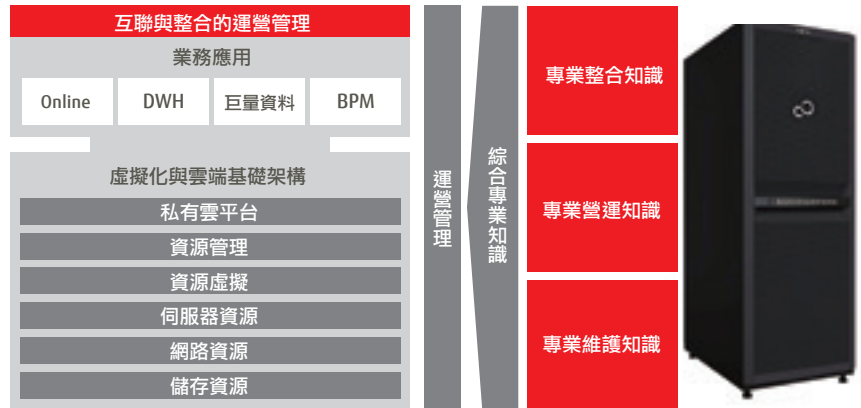 互聯與整合的運營管理
業務應用
Online
DWH
巨量資料
BPM
虛擬化與雲端基礎架構
私有雲平台
資源管理
資源虛擬
伺服器資源
網路資源
儲存資源
運營管理
綜合專業知識
專業整合知識
專業營運知識
專業維護知識